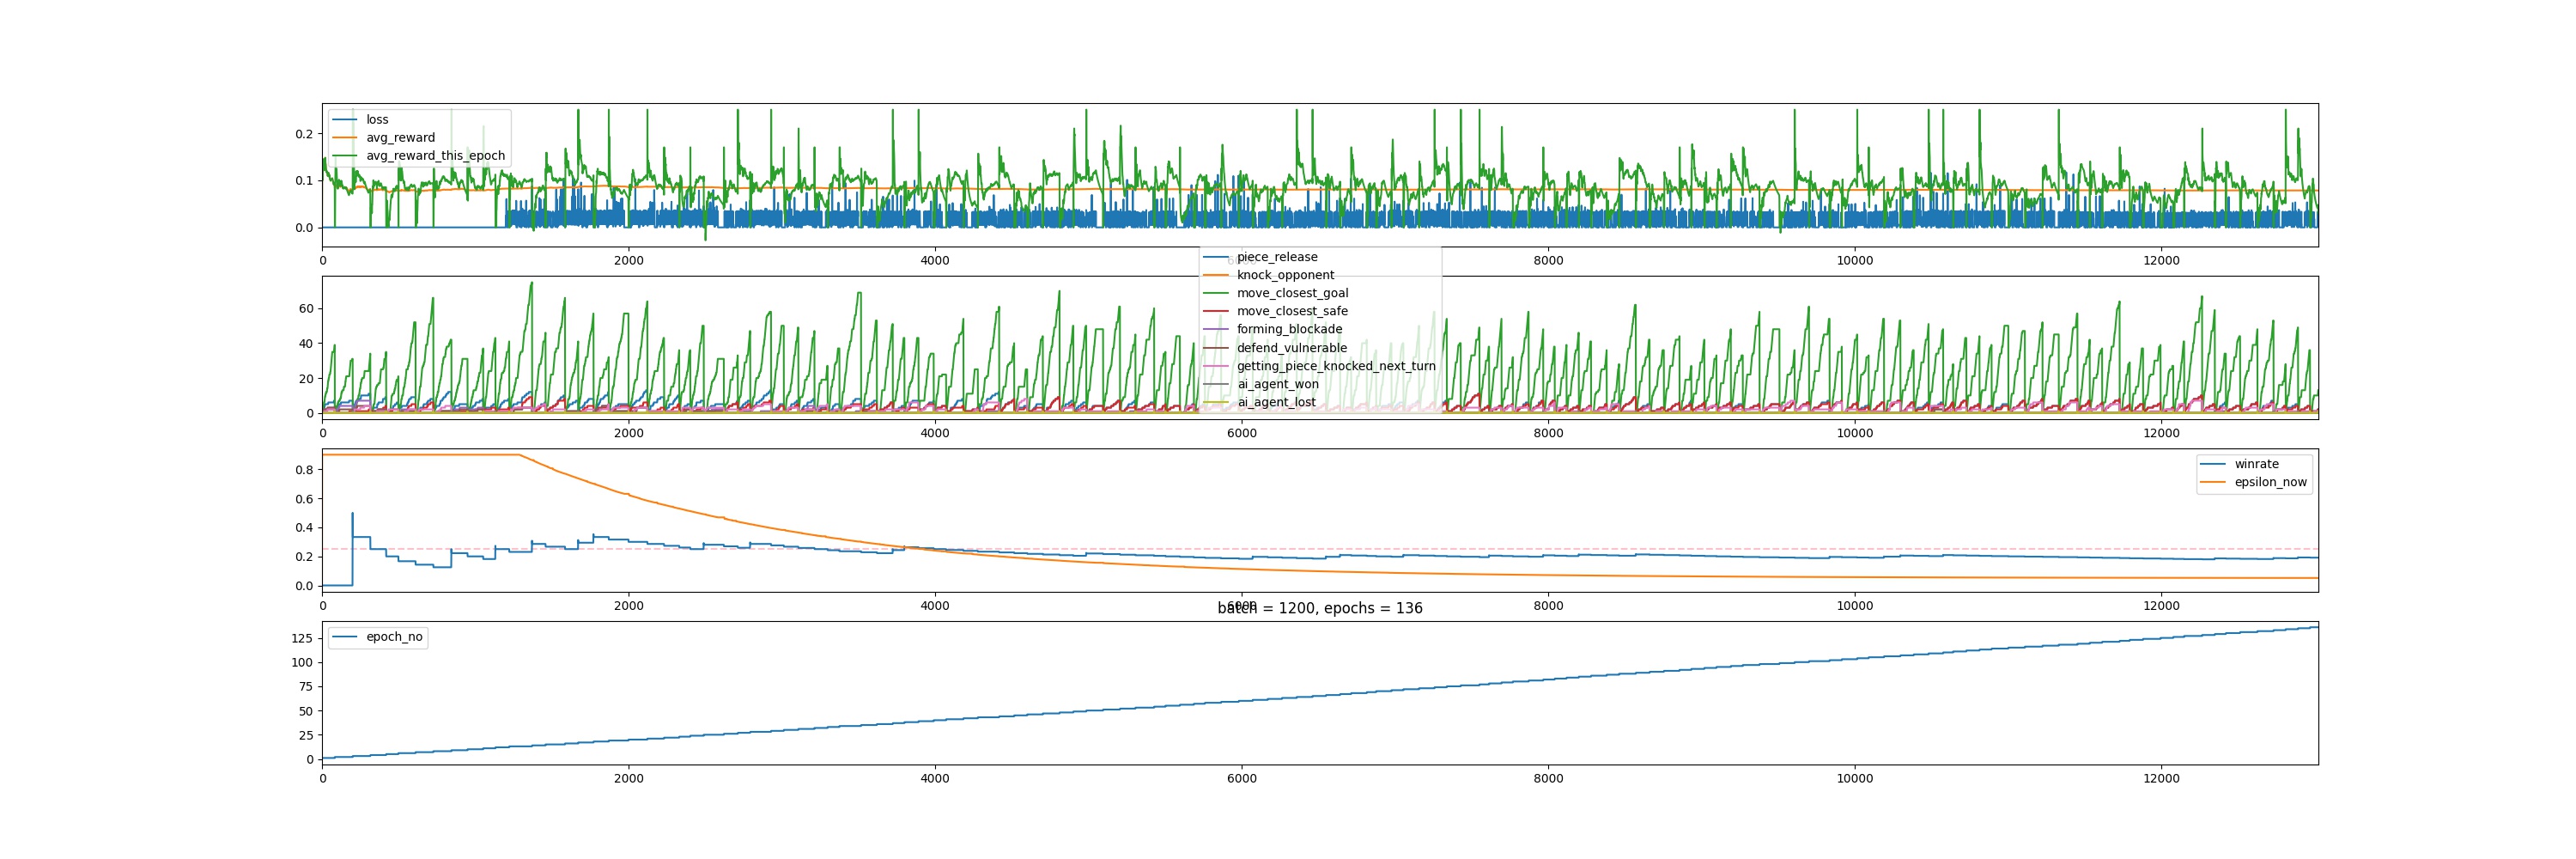 0.2
0.1
0.0
loss
avg_reward
avg_reward_this_epoch
0 2000 4000 6000 8000 10000 12000
60
40
20
0
piece_release
knock_opponent
move_closest_goal
move_closest_safe
forming_blockade
defend_vulnerable
getting_piece_knocked_next_turn
ai_agent_won
ai_agent_lost
0 2000 4000 6000 8000 10000 12000
0.8
0.6
0.4
0.2
0.0
winrate
epsilon_now
0 2000 4000 6000 8000 10000 12000
batch = 1200, epochs = 136
125
100
75
50
25
0
epoch_no
0 2000 4000 6000 8000 10000 12000